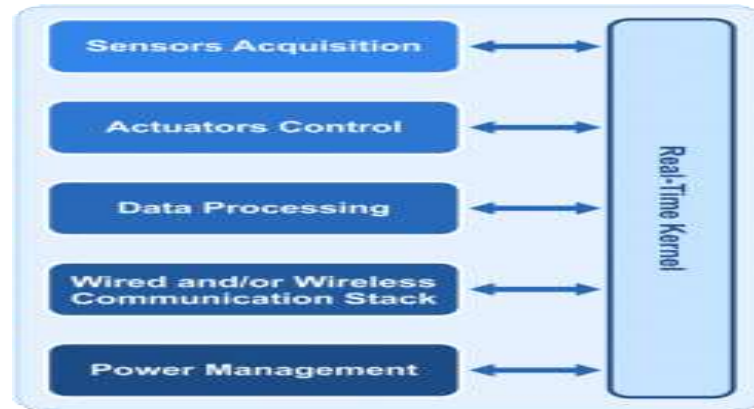 Sensors Acquisition
Actuators Control
Data Processing
Wired and/or Wireless
Communication Stack
Power Management
Real-Time Kernel